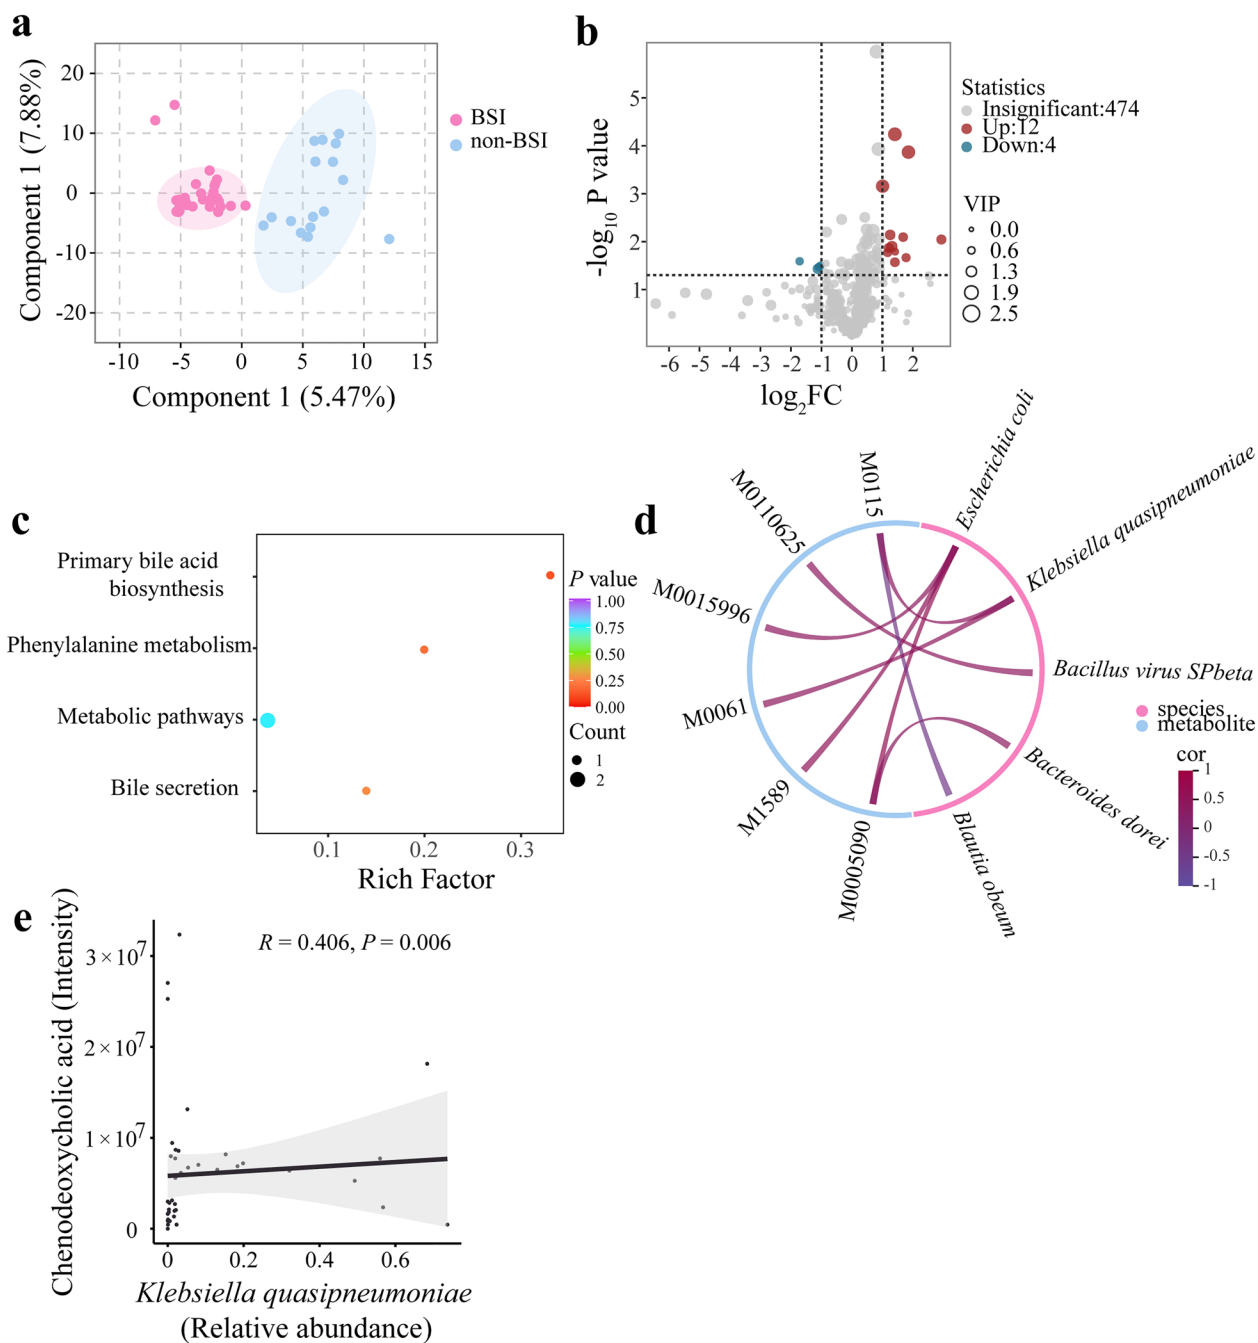 a
20
10
0
-10
-20
-10
-5
0
5
10
15
Component 1 (7.88%)
Component 1 (5.47%)
BSI
non-BSI
b
5
4
3
2
1
-6
-5
-4
-3
-2
-1
0
1
2
-log10 P value
log2FC
Statistics
Insignificant:474
Up:12
Down:4
VIP
0.0
0.6
1.3
1.9
2.5
c
Primary bile acid
biosynthesis
Phenylalanine metabolism
Metabolic pathways
Bile secretion
0.1
0.2
0.3
Rich Factor
P value
1.00
0.75
0.50
0.25
0.00
Count
1
2
d
M0115
M0110625
M0015996
M0061
M1589
M0005090
Escherichia coli
Klebsiella quasipneumoniae
Bacillus virus SPbeta
Bacteroides dorei
Blautia obeum
species
metabolite
cor
1
0.5
0
-0.5
-1
e
R = 0.406, P = 0.006
3×10⁷
2×10⁷
1×10⁷
0
0
0.2
0.4
0.6
Chenodeoxycholic acid (Intensity)
Klebsiella quasipneumoniae
(Relative abundance)